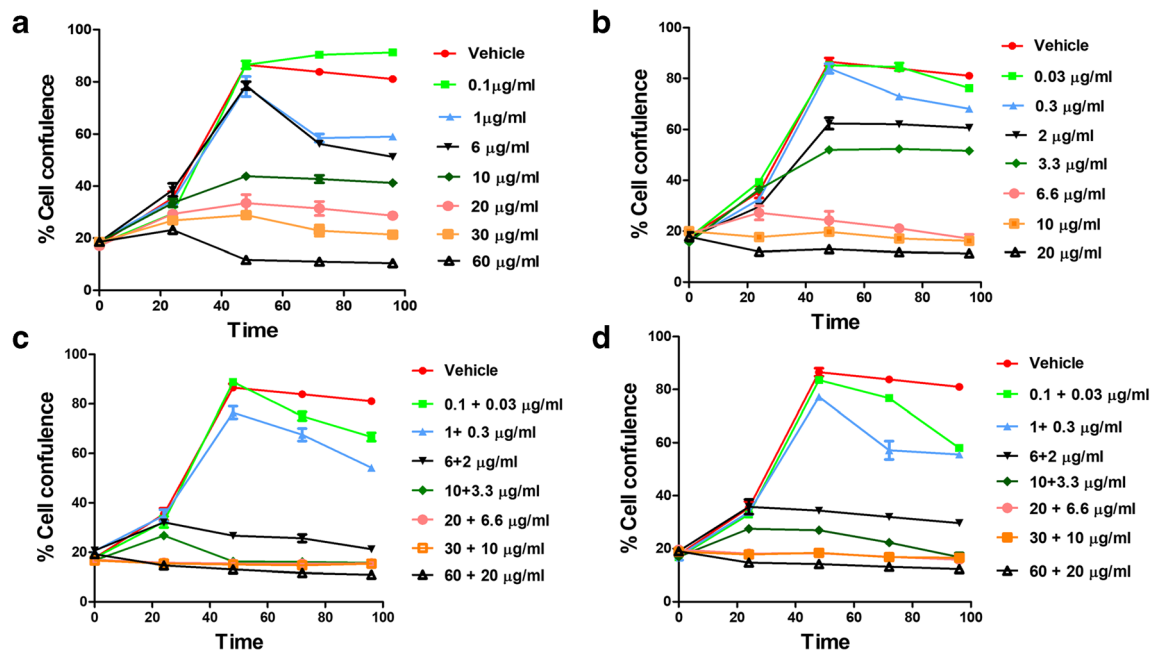 a
% Cell confulence
100
80
60
40
20
0
0 20 40 60 80 100
Time
Vehicle
0.1µg/ml
1µg/ml
6 µg/ml
10 µg/ml
20 µg/ml
30 µg/ml
60 µg/ml
b
% Cell confulence
100
80
60
40
20
0
0 20 40 60 80 100
Time
Vehicle
0.03 µg/ml
0.3 µg/ml
2 µg/ml
3.3 µg/ml
6.6 µg/ml
10 µg/ml
20 µg/ml
c
% Cell confulence
100
80
60
40
20
0
0 20 40 60 80 100
Time
Vehicle
0.1 + 0.03 µg/ml
1+ 0.3 µg/ml
6+2 µg/ml
10+3.3 µg/ml
20 + 6.6 µg/ml
30 + 10 µg/ml
60 + 20 µg/ml
d
% Cell confulence
100
80
60
40
20
0
0 20 40 60 80 100
Time
Vehicle
0.1 + 0.03 µg/ml
1+ 0.3 µg/ml
6+2 µg/ml
10+3.3 µg/ml
20 + 6.6 µg/ml
30 + 10 µg/ml
60 + 20 µg/ml